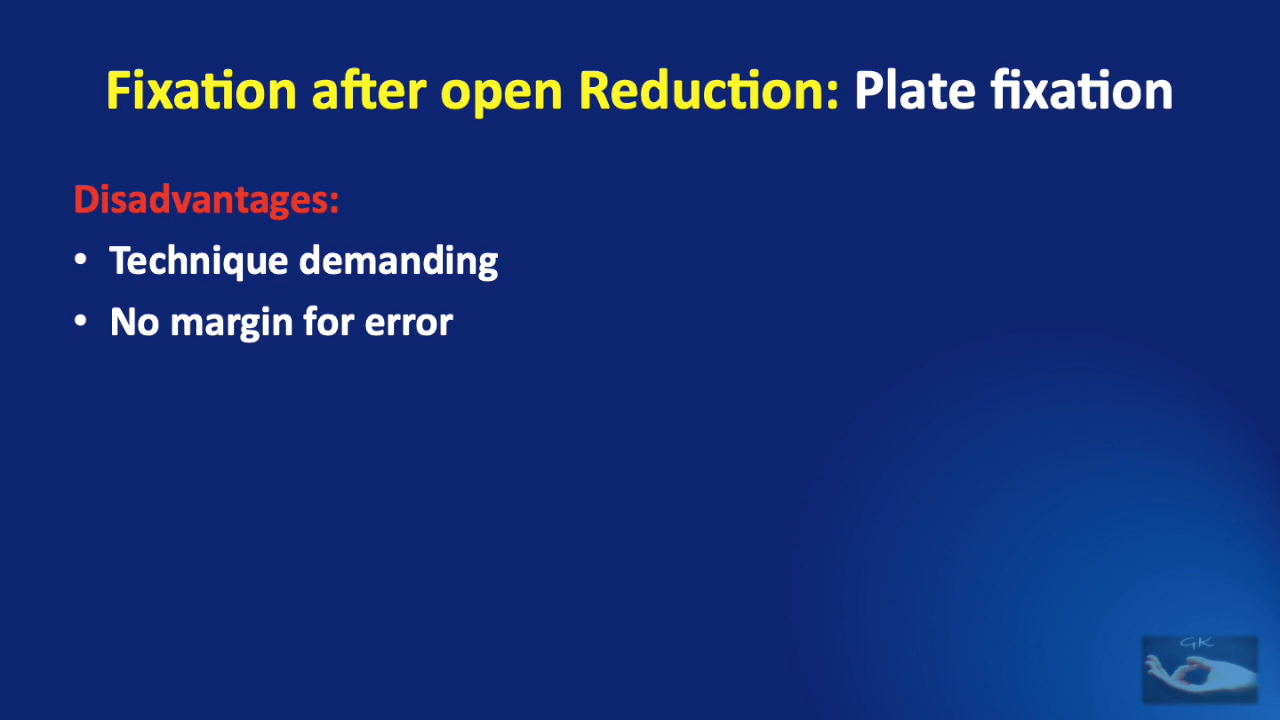 Fixation after open Reduction: Plate fixation
Disadvantages:
• Technique demanding
• No margin for error
GK